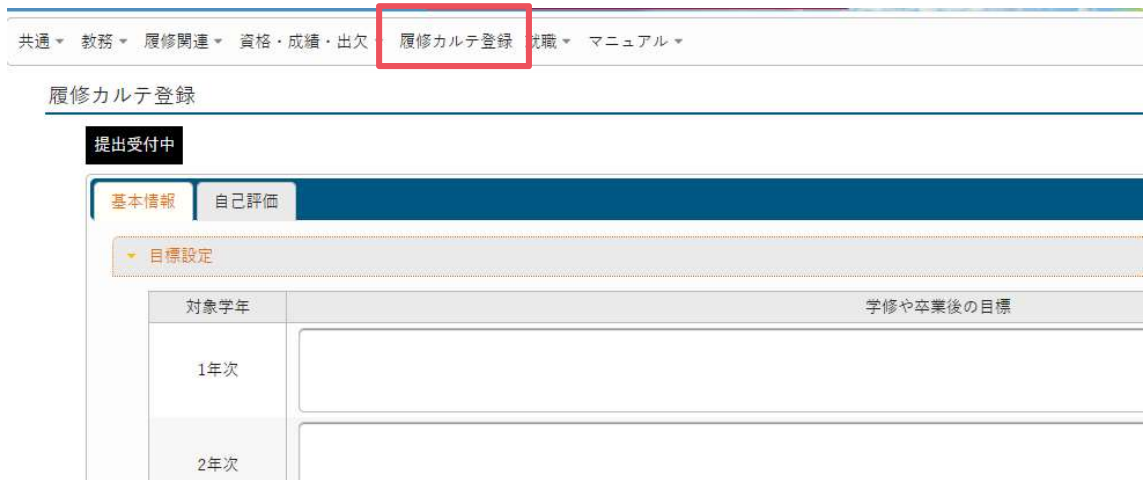 共通 教務 履修関連 資格・成績・出欠 履修カルテ登録 就職 マニュアル
履修カルテ登録
提出受付中
基本情報 自己評価
目標設定
対象学年 学修や卒業後の目標
1年次
2年次